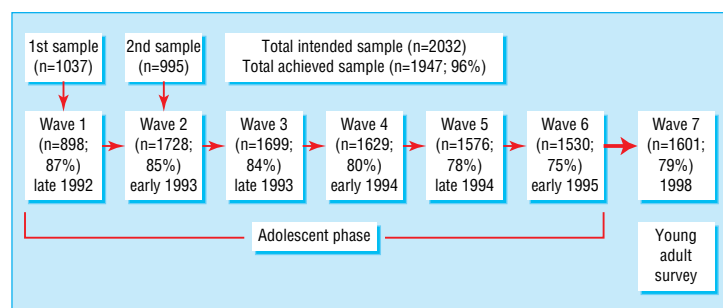 1st sample
(n=1037)
2nd sample
(n=995)
Total intended sample (n=2032)
Total achieved sample (n=1947; 96%)
Wave 1
(n=898;
87%)
late 1992
Wave 2
(n=1728;
85%)
early 1993
Wave 3
(n=1699;
84%)
late 1993
Wave 4
(n=1629;
80%)
early 1994
Wave 5
(n=1576;
78%)
late 1994
Wave 6
(n=1530;
75%)
early 1995
Wave 7
(n=1601;
79%)
1998
Adolescent phase
Young
adult
survey